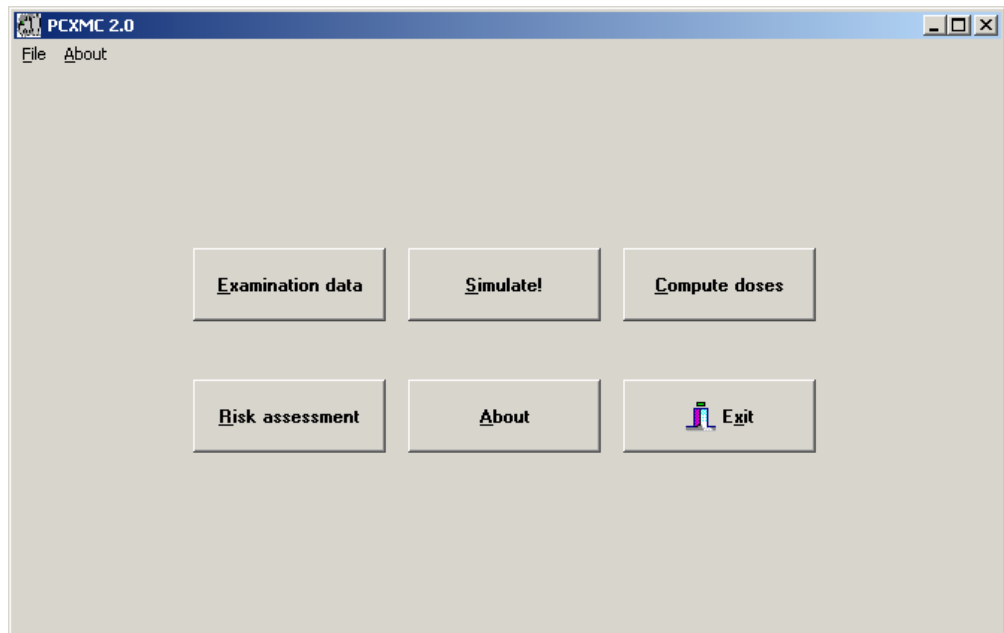 PCXMC 2.0
File About
Examination data Simulate! Compute doses
Risk assessment About Exit